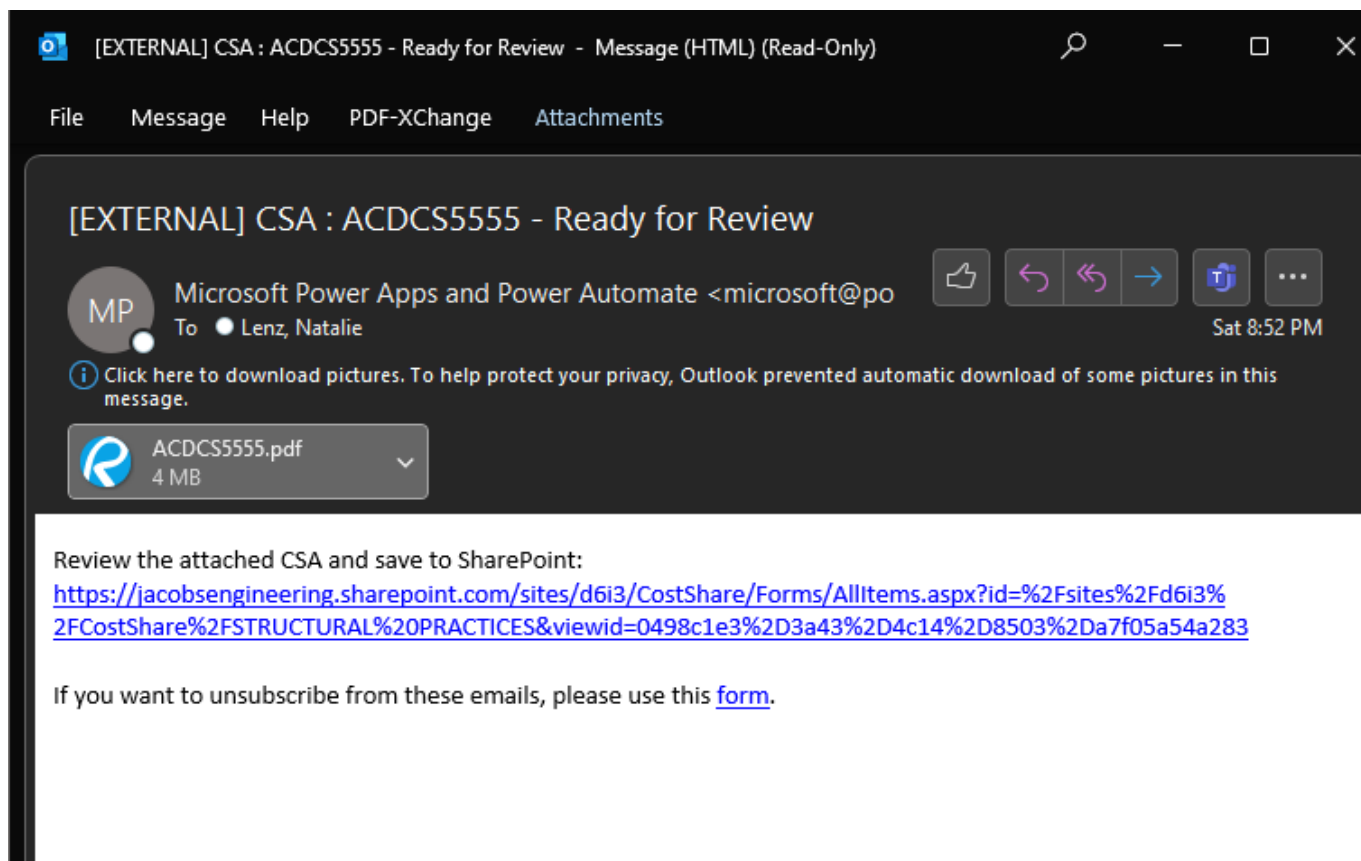 [EXTERNAL] CSA : ACDCS5555 - Ready for Review - Message (HTML) (Read-Only)
File Message Help PDF-XChange Attachments
[EXTERNAL] CSA : ACDCS5555 - Ready for Review
MP
Microsoft Power Apps and Power Automate <microsoft@po
To Lenz, Natalie
Sat 8:52 PM
Click here to download pictures. To help protect your privacy, Outlook prevented automatic download of some pictures in this
message.
ACDCS5555.pdf
4 MB
Review the attached CSA and save to SharePoint:
https://jacobsengineering.sharepoint.com/sites/d6i3/CostShare/Forms/AllItems.aspx?id=%2Fsites%2Fd6i3%
2FCostShare%2FSTRUCTURAL%20PRACTICES&viewid=0498c1e3%2D3a43%2D4c14%2D8503%2Da7f05a54a283
If you want to unsubscribe from these emails, please use this form.